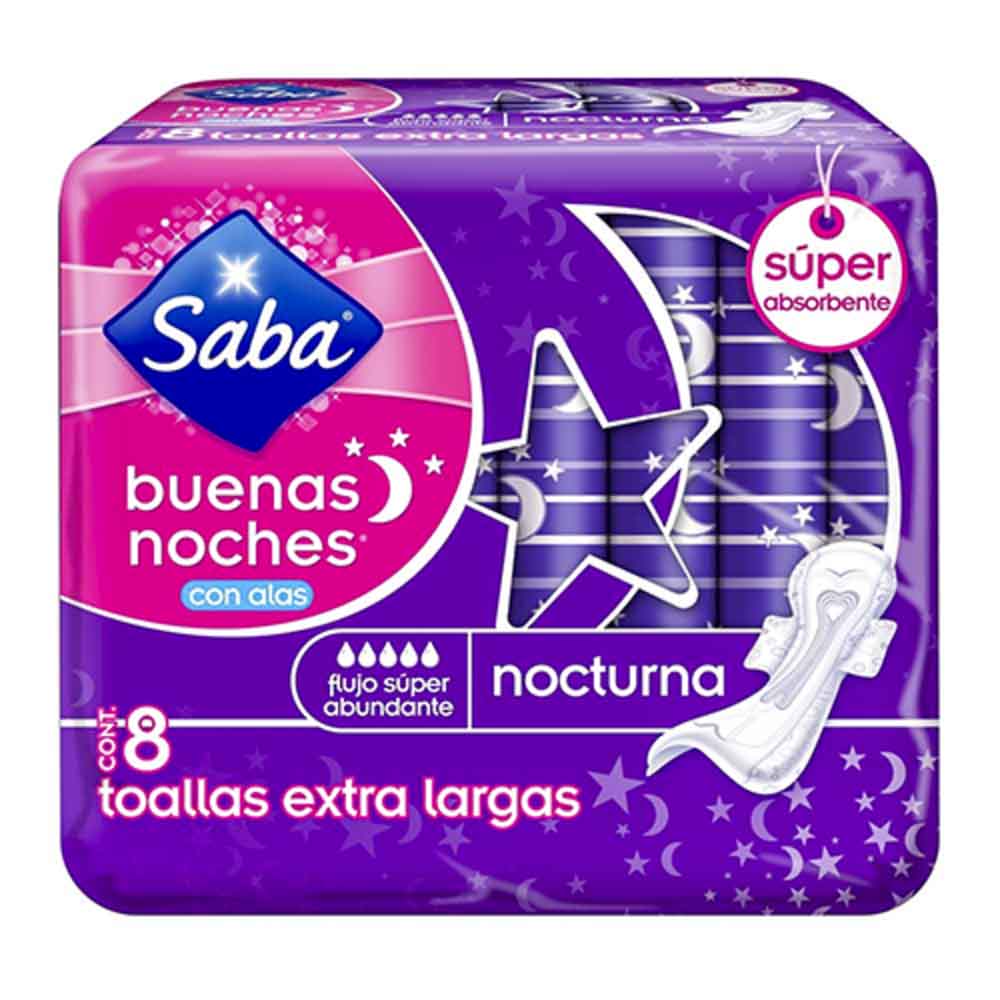 Saba
buenas
noches
nocturna
8 toallas extra largas
súper
absorbente
Saba®
buenas
noches
con alas
flujo súper
abundante
nocturna
CONT. 8
toallas extra largas